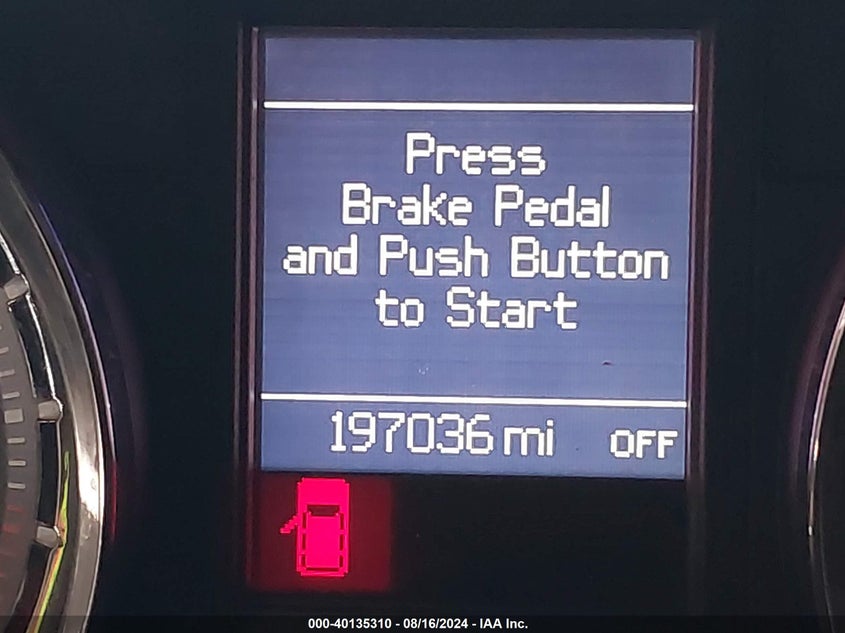 Press
Brake Pedal
and Push Button
to Start
197036 mi OFF
000-40135310 - 08/16/2024 - IAA Inc.